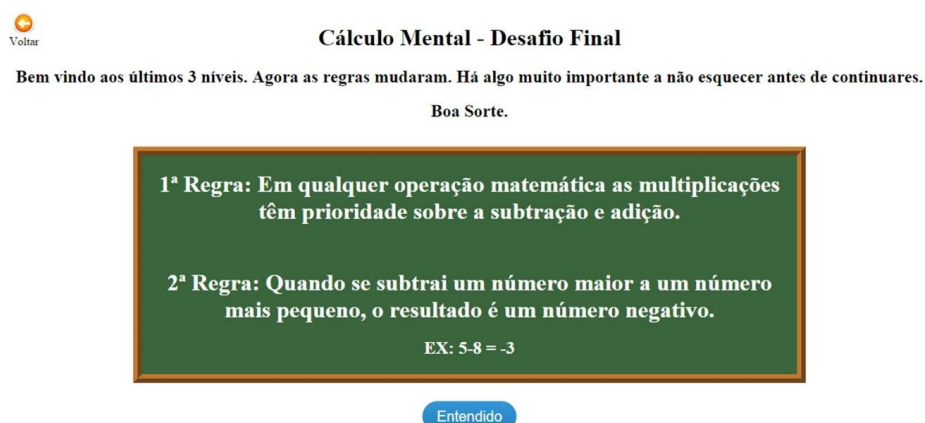 Voltar
Cálculo Mental - Desafio Final
Bem vindo aos últimos 3 níveis. Agora as regras mudaram. Há algo muito importante a não esquecer antes de continuares.
Boa Sorte.
1ª Regra: Em qualquer operação matemática as multiplicações
têm prioridade sobre a subtração e adição.
2ª Regra: Quando se subtrai um número maior a um número
mais pequeno, o resultado é um número negativo.
EX: 5-8 = -3
Entendido